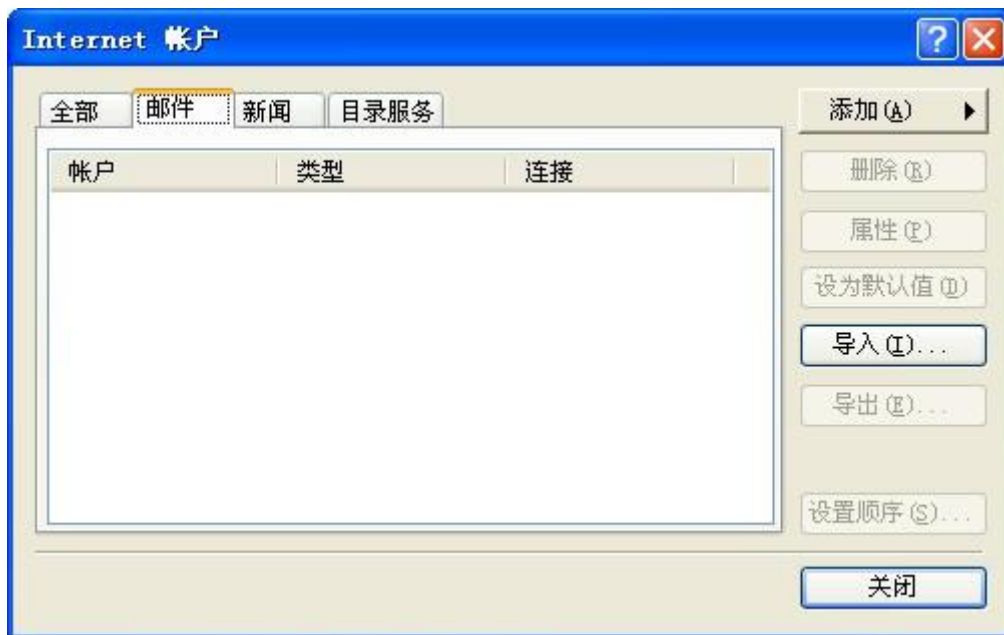 Internet 帐户
全部 邮件 新闻 目录服务
添加(A)
帐户 类型 连接
删除(R)
属性(P)
设为默认值(D)
导入(I)...
导出(E)...
设置顺序(S)...
关闭